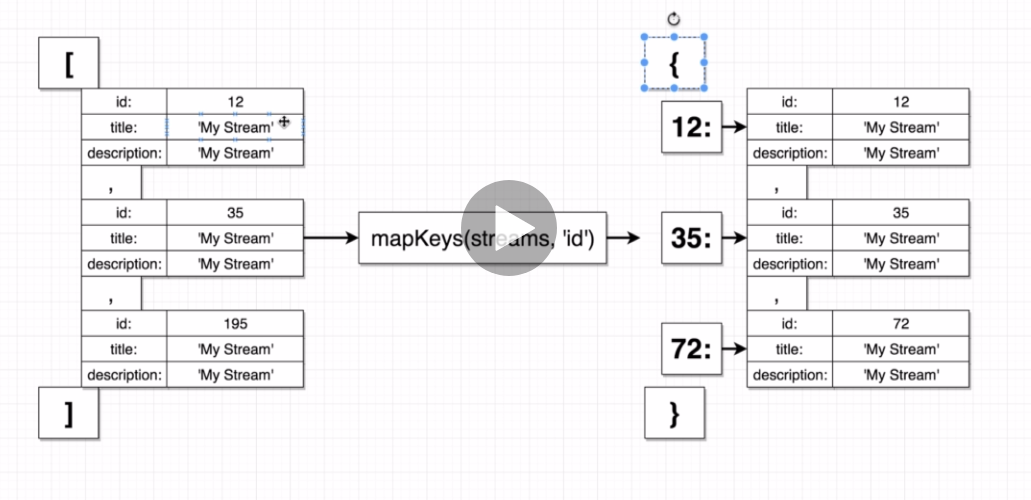 [
id: 12
title: 'My Stream'
description: 'My Stream'
,
id: 35
title: 'My Stream'
description: 'My Stream'
,
id: 195
title: 'My Stream'
description: 'My Stream'
]
mapKeys(streams, 'id')
{
12:
id: 12
title: 'My Stream'
description: 'My Stream'
,
35:
id: 35
title: 'My Stream'
description: 'My Stream'
,
72:
id: 72
title: 'My Stream'
description: 'My Stream'
}